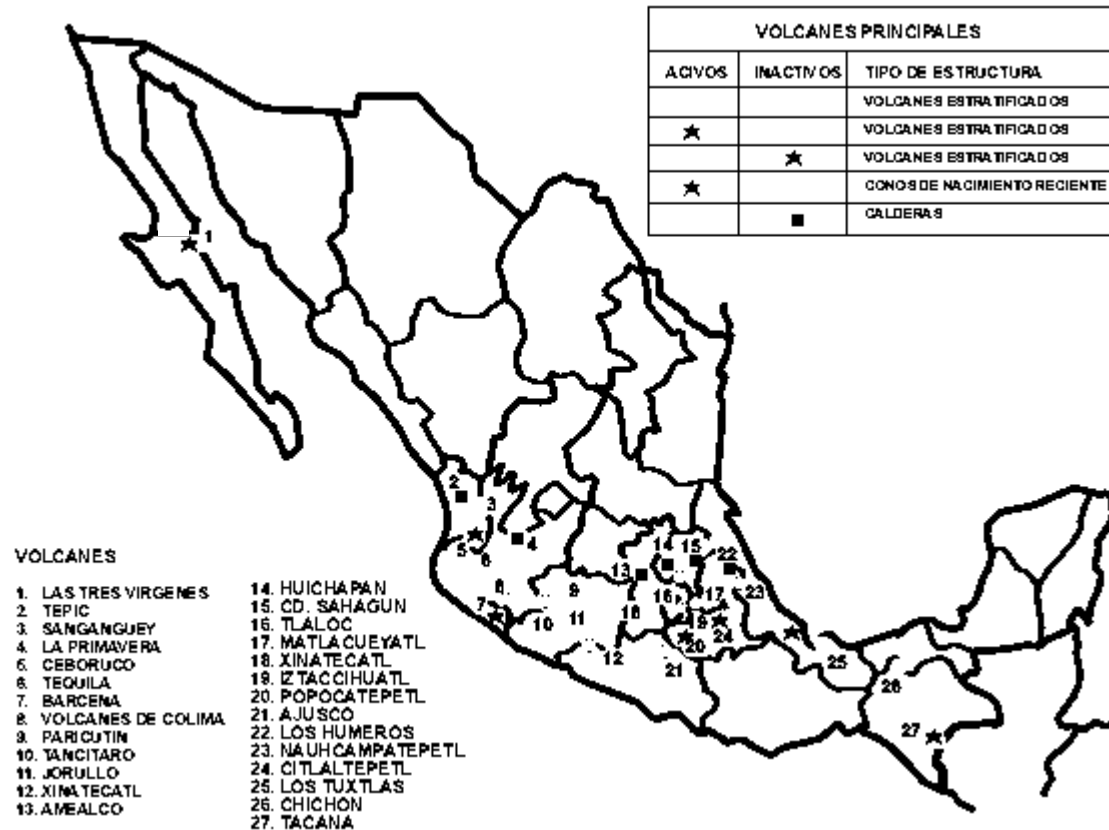 VOLCANES PRINCIPALES
ACIVOS INACTIVOS TIPO DE ESTRUCTURA
VOLCANES ESTRATIFICADOS
VOLCANES ESTRATIFICADOS
VOLCANES ESTRATIFICADOS
CONOS DE NACIMIENTO RECIENTE
CALDERAS
1
2
3
4
5
6
7
8
9
10
11
12
13
14
15
16
17
18
19
20
21
22
23
24
25
26
27
VOLCANES
1. LAS TRES VIRGENES
2. TEPIC
3. SANGANGUEY
4. LA PRIMAVERA
5. CEBORUCO
6. TEQUILA
7. BARCENA
8. VOLCANES DE COLIMA
9. PARICUTIN
10. TANCITARO
11. JORULLO
12. XINATECATL
13. AMEALCO
14. HUICHAPAN
15. CD. SAHAGUN
16. TLALOC
17. MATLACUEYATL
18. XINATECATL
19. IZTACCIHUATL
20. POPOCATEPETL
21. AJUSCO
22. LOS HUMEROS
23. NAUHCAMPATEPETL
24. CITLALTEPETL
25. LOS TUXTLAS
26. CHICHON
27. TACANA